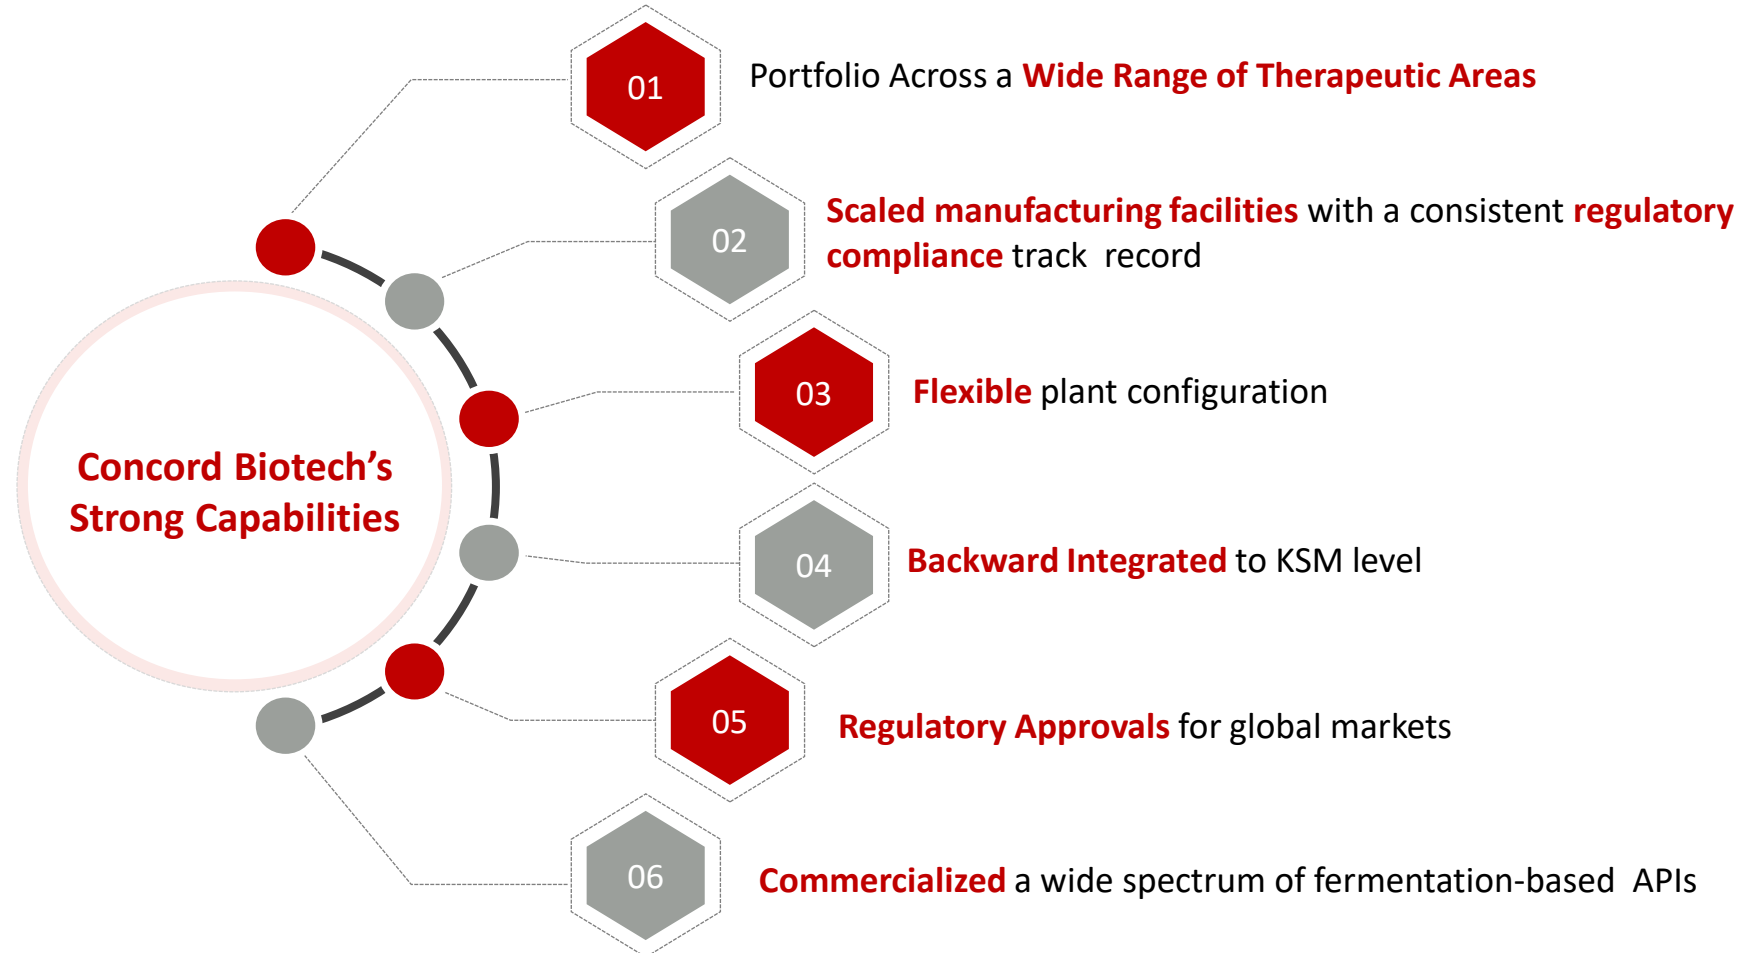 01
Portfolio Across a Wide Range of Therapeutic Areas
02
Scaled manufacturing facilities with a consistent regulatory
compliance track record
03
Flexible plant configuration
Concord Biotech’s
Strong Capabilities
04
Backward Integrated to KSM level
05
Regulatory Approvals for global markets
06
Commercialized a wide spectrum of fermentation-based APIs